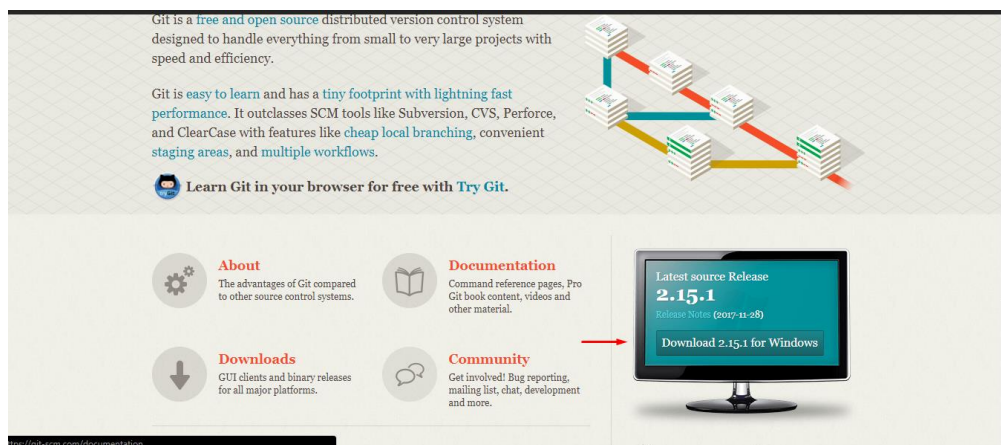 Git is a free and open source distributed version control system
designed to handle everything from small to very large projects with
speed and efficiency.
Git is easy to learn and has a tiny footprint with lightning fast
performance. It outclasses SCM tools like Subversion, CVS, Perforce,
and ClearCase with features like cheap local branching, convenient
staging areas, and multiple workflows.
Learn Git in your browser for free with Try Git.
About
The advantages of Git compared
to other source control systems.
Documentation
Command reference pages, Pro
Git book content, videos and
other material.
Downloads
GUI clients and binary releases
for all major platforms.
Community
Get involved! Bug reporting,
mailing list, chat, development
and more.
Latest source Release
2.15.1
Release Notes (2017-11-28)
Download 2.15.1 for Windows
ttps://git-scm.com/documentation